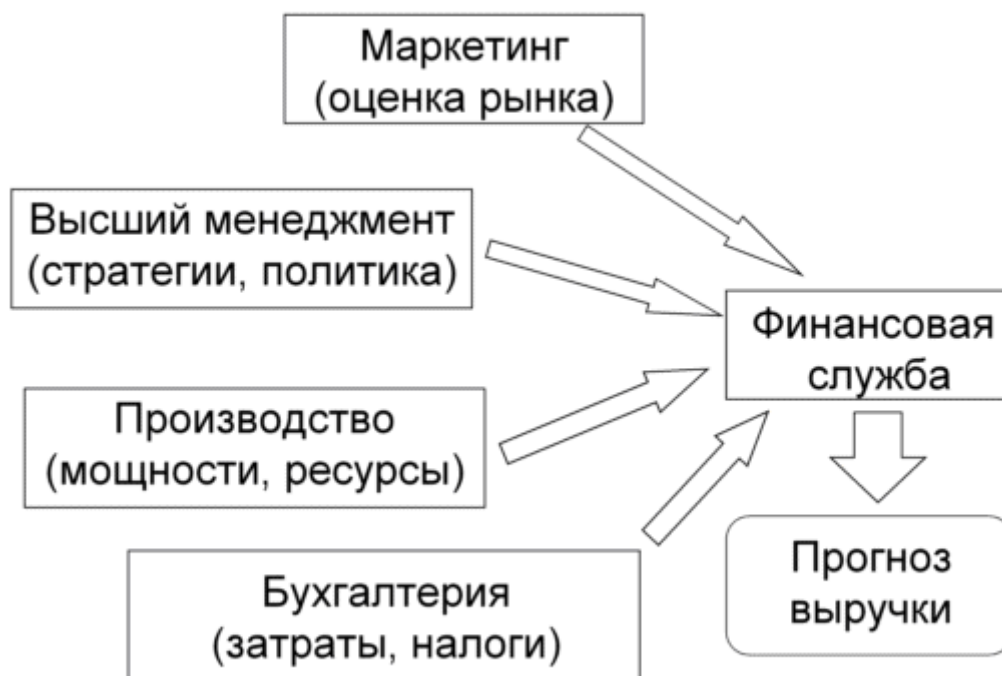 Маркетинг
(оценка рынка)
Высший менеджмент
(стратегии, политика)
Финансовая
служба
Производство
(мощности, ресурсы)
Бухгалтерия
(затраты, налоги)
Прогноз
выручки